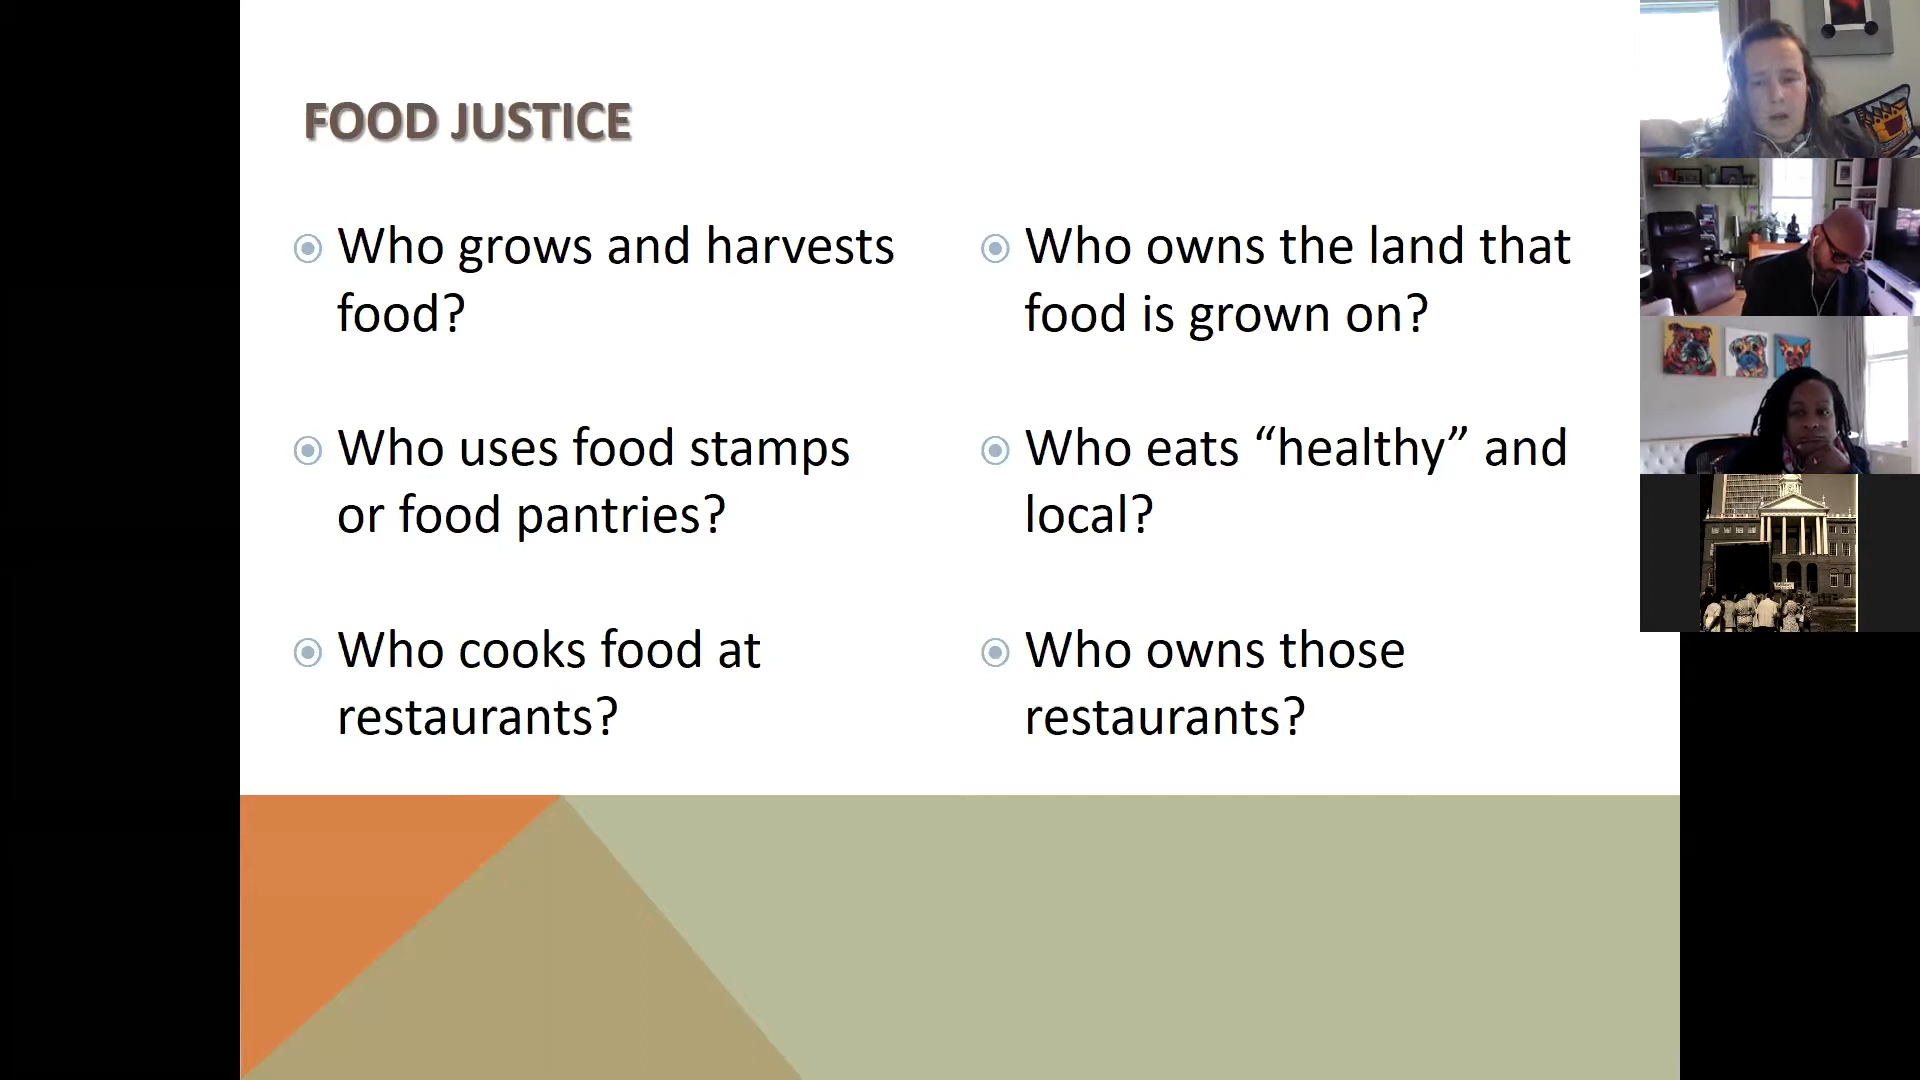 FOOD JUSTICE
Who grows and harvests
food?
Who uses food stamps
or food pantries?
Who cooks food at
restaurants?
Who owns the land that
food is grown on?
Who eats “healthy” and
local?
Who owns those
restaurants?